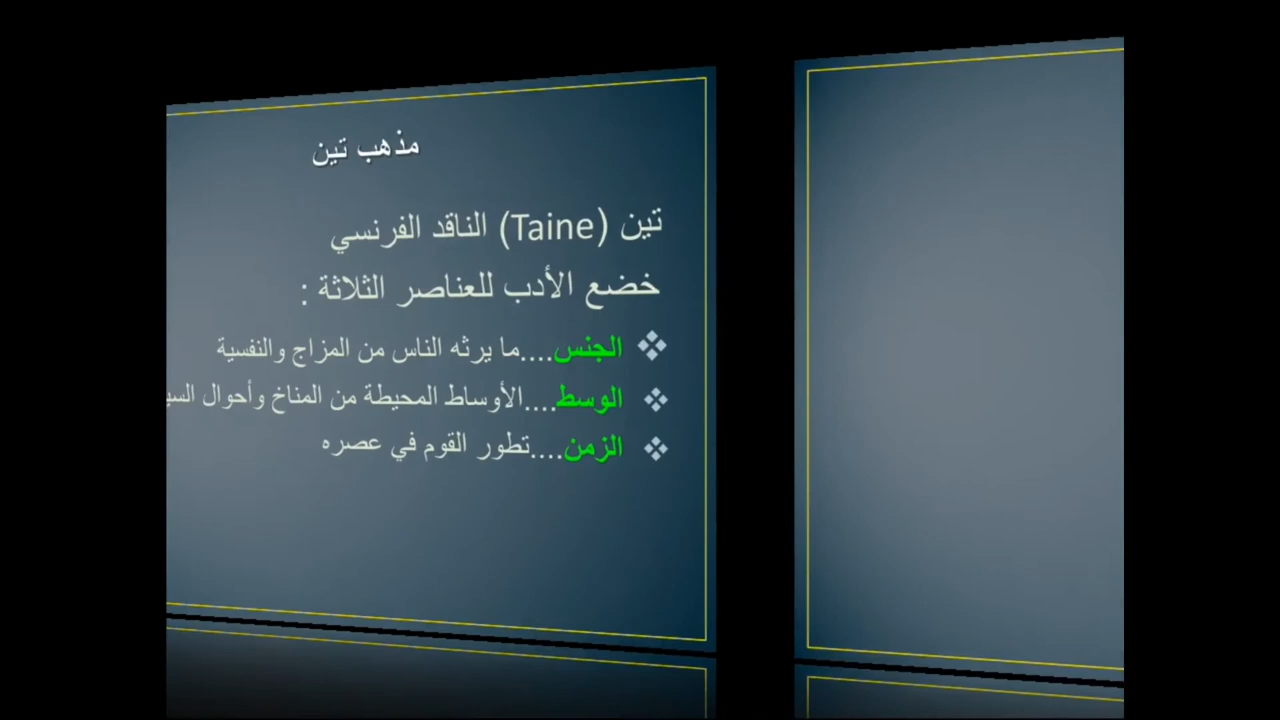 مذهب تين
تين (Taine) الناقد الفرنسي
خضع الأدب للعناصر الثلاثة :
الجنس....ما يرثه الناس من المزاج والنفسية
الوسط....الأوساط المحيطة من المناخ وأحوال
الزمن....تطور القوم في عصره